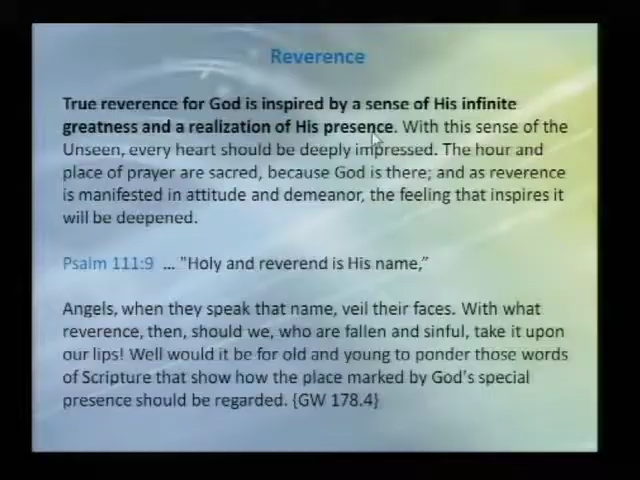 Reverence
True reverence for God is inspired by a sense of His infinite
greatness and a realization of His presence. With this sense of the
Unseen, every heart should be deeply impressed. The hour and
place of prayer are sacred, because God is there; and as reverence
is manifested in attitude and demeanor, the feeling that inspires it
will be deepened.
Psalm 111:9 ... "Holy and reverend is His name,"
Angels, when they speak that name, veil their faces. With what
reverence, then, should we, who are fallen and sinful, take it upon
our lips! Well would it be for old and young to ponder those words
of Scripture that show how the place marked by God's special
presence should be regarded. {GW 178.4}